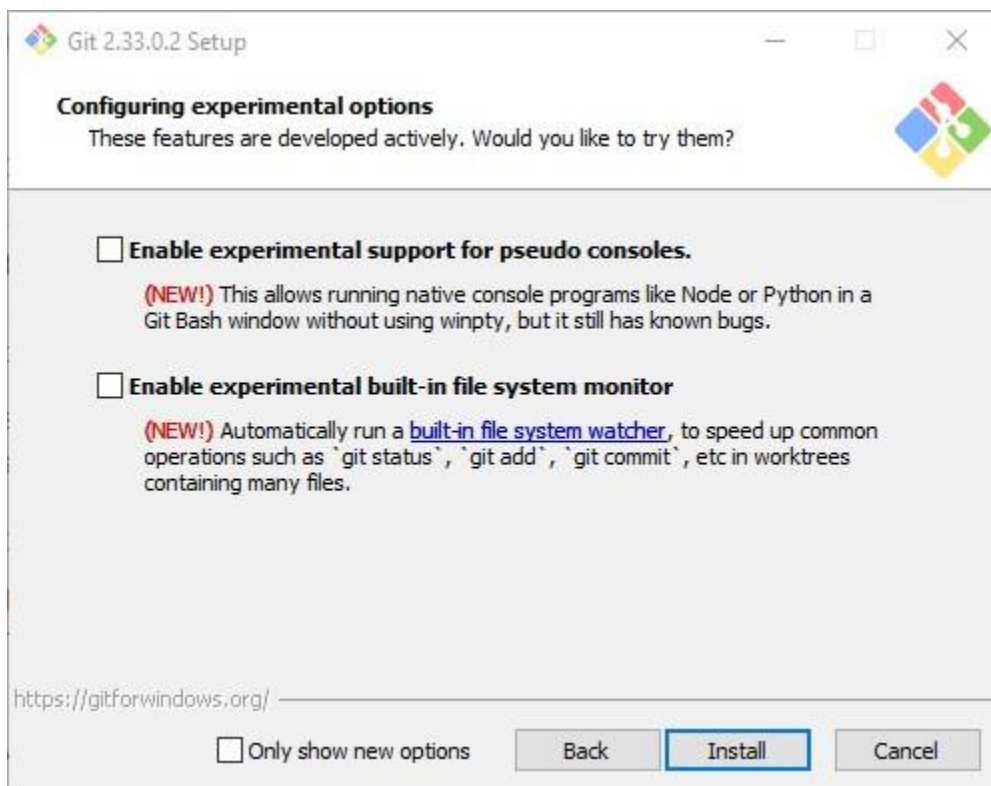 Git 2.33.0.2 Setup
Configuring experimental options
These features are developed actively. Would you like to try them?
Enable experimental support for pseudo consoles.
(NEW!) This allows running native console programs like Node or Python in a
Git Bash window without using winpty, but it still has known bugs.
Enable experimental built-in file system monitor
(NEW!) Automatically run a built-in file system watcher, to speed up common
operations such as `git status`, `git add`, `git commit`, etc in worktrees
containing many files.
https://gitforwindows.org/
Only show new options
Back
Install
Cancel